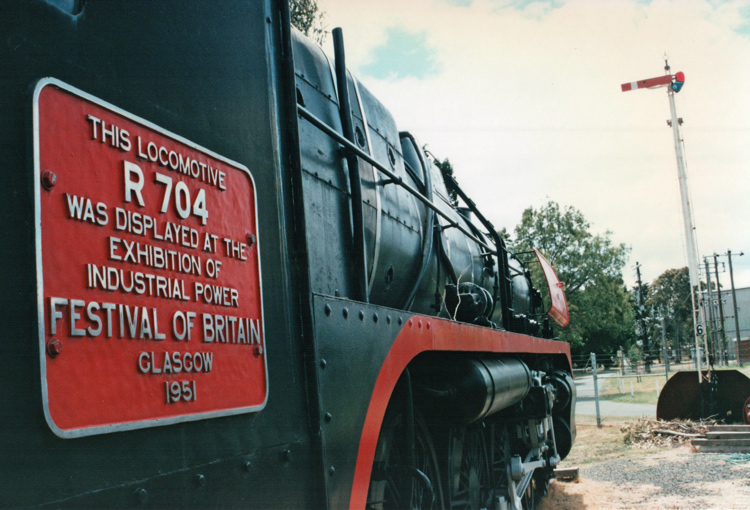 THIS LOCOMOTIVE
R 704
WAS DISPLAYED AT THE
EXHIBITION OF
INDUSTRIAL POWER
FESTIVAL OF BRITAIN
GLASGOW
1951